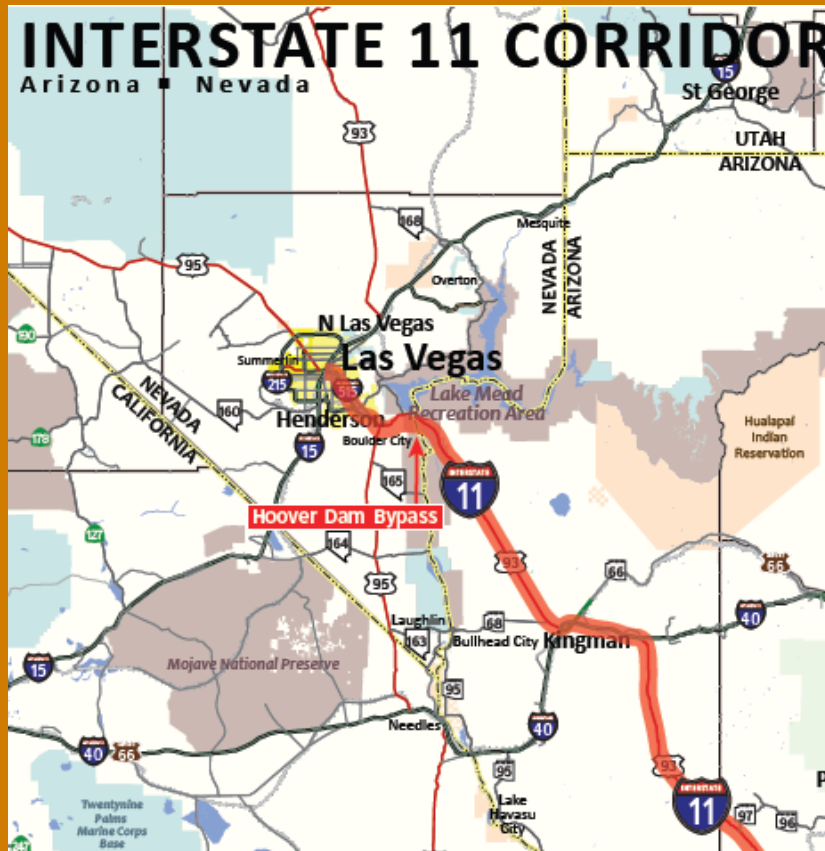 INTERSTATE 11 CORRIDOR
Arizona ▪ Nevada
15
St George
93
UTAH
ARIZONA
168
Mesquite
NEVADA
ARIZONA
95
Overton
190
N Las Vegas
Las Vegas
Summerlin
215
515
Lake Mead
Recreation Area
NEVADA
CALIFORNIA
160
Henderson
Boulder City
15
Hualapai
Indian
Reservation
178
165
INTERSTATE
11
Hoover Dam Bypass
127
164
93
66
66
95
Laughlin
68
40
163
Bullhead City
Kingman
Mojave National Preserve
15
95
Needles
40
40
66
93
95
INTERSTATE
11
Lake
Havasu
City
97
96
P
Twentynine
Palms
Marine Corps
Base
247